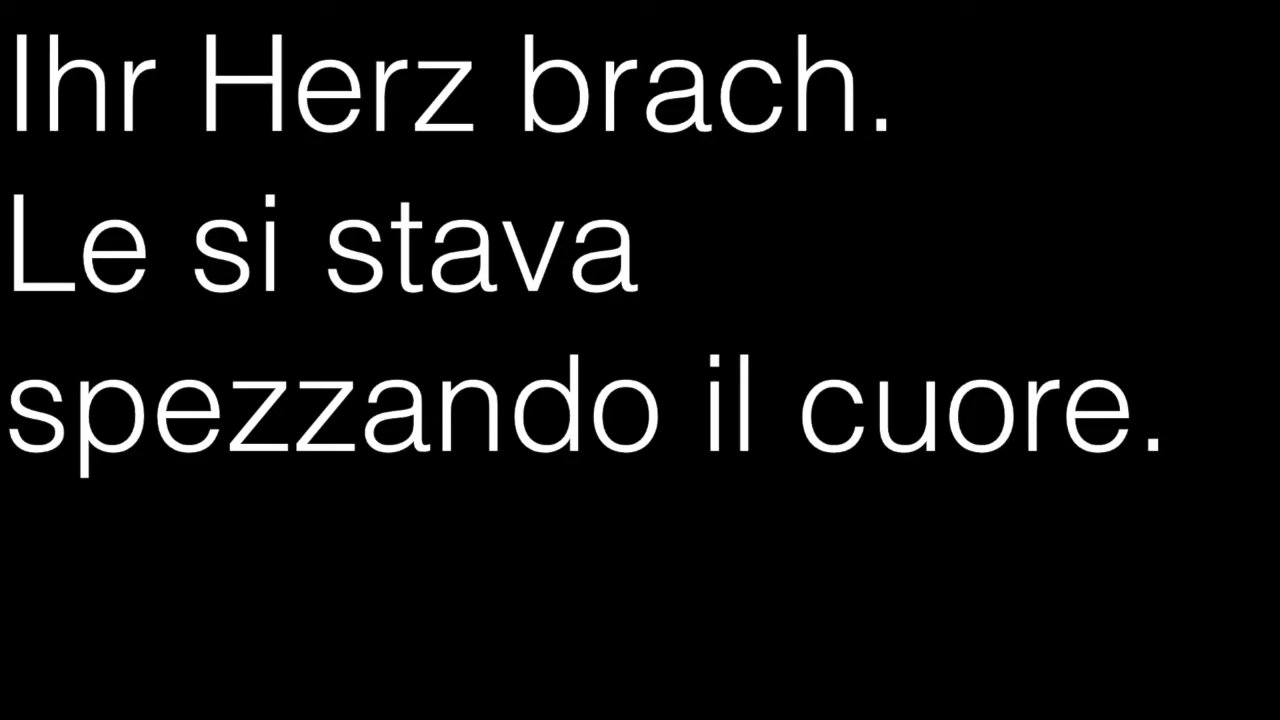 Ihr Herz brach.
Le si stava
spezzando il cuore.